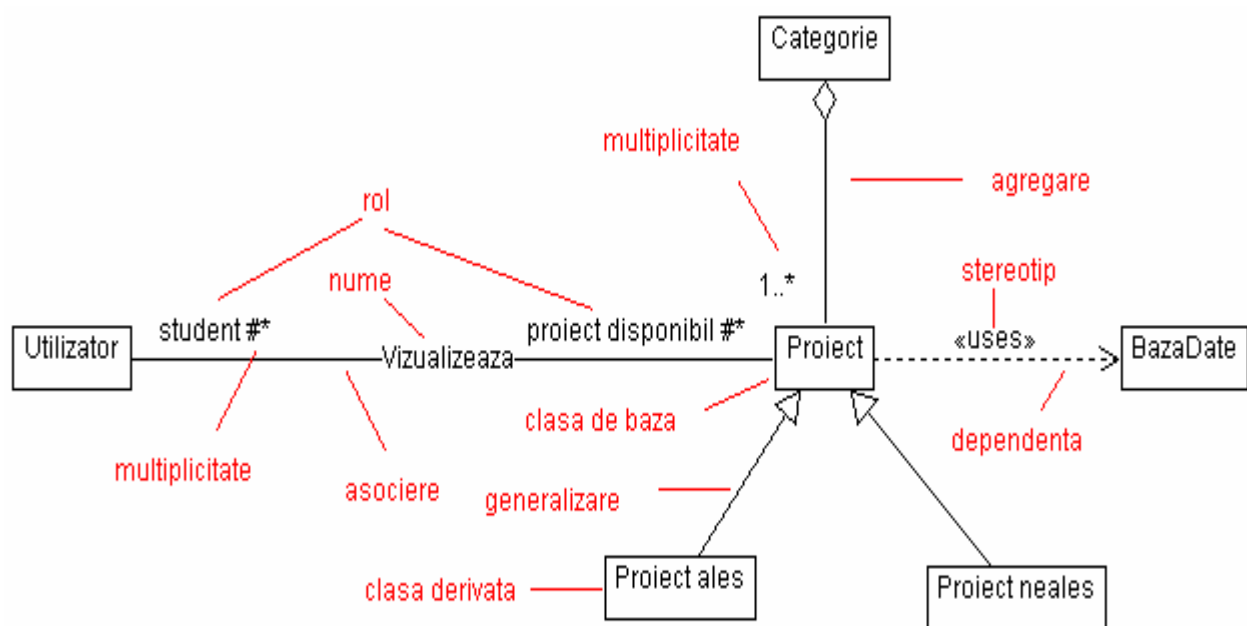 Categorie
multiplicitate
agregare
rol
nume
1..*
stereotip
student #*
proiect disponibil #*
«uses»
Utilizator
Vizualizeaza
Proiect
BazaDate
clasa de baza
dependenta
multiplicitate
asociere
generalizare
Proiect ales
Proiect neales
clasa derivata